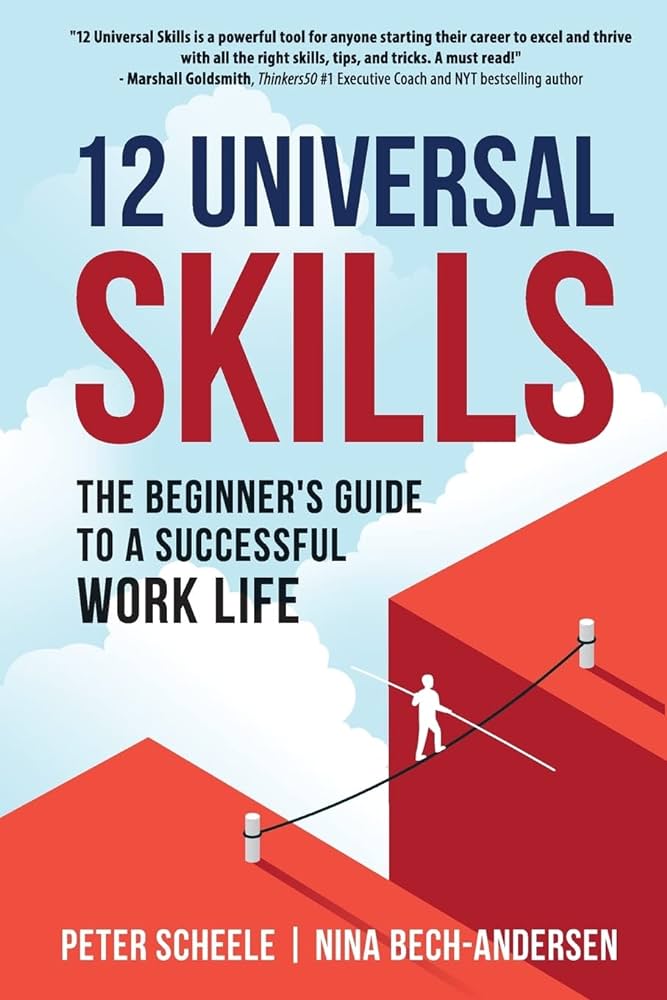 "12 Universal Skills is a powerful tool for anyone starting their career to excel and thrive
with all the right skills, tips, and tricks. A must read!"
- Marshall Goldsmith, Thinkers50 #1 Executive Coach and NYT bestselling author
12 UNIVERSAL
SKILLS
THE BEGINNER'S GUIDE
TO A SUCCESSFUL
WORK LIFE
PETER SCHEELE | NINA BECH-ANDERSEN